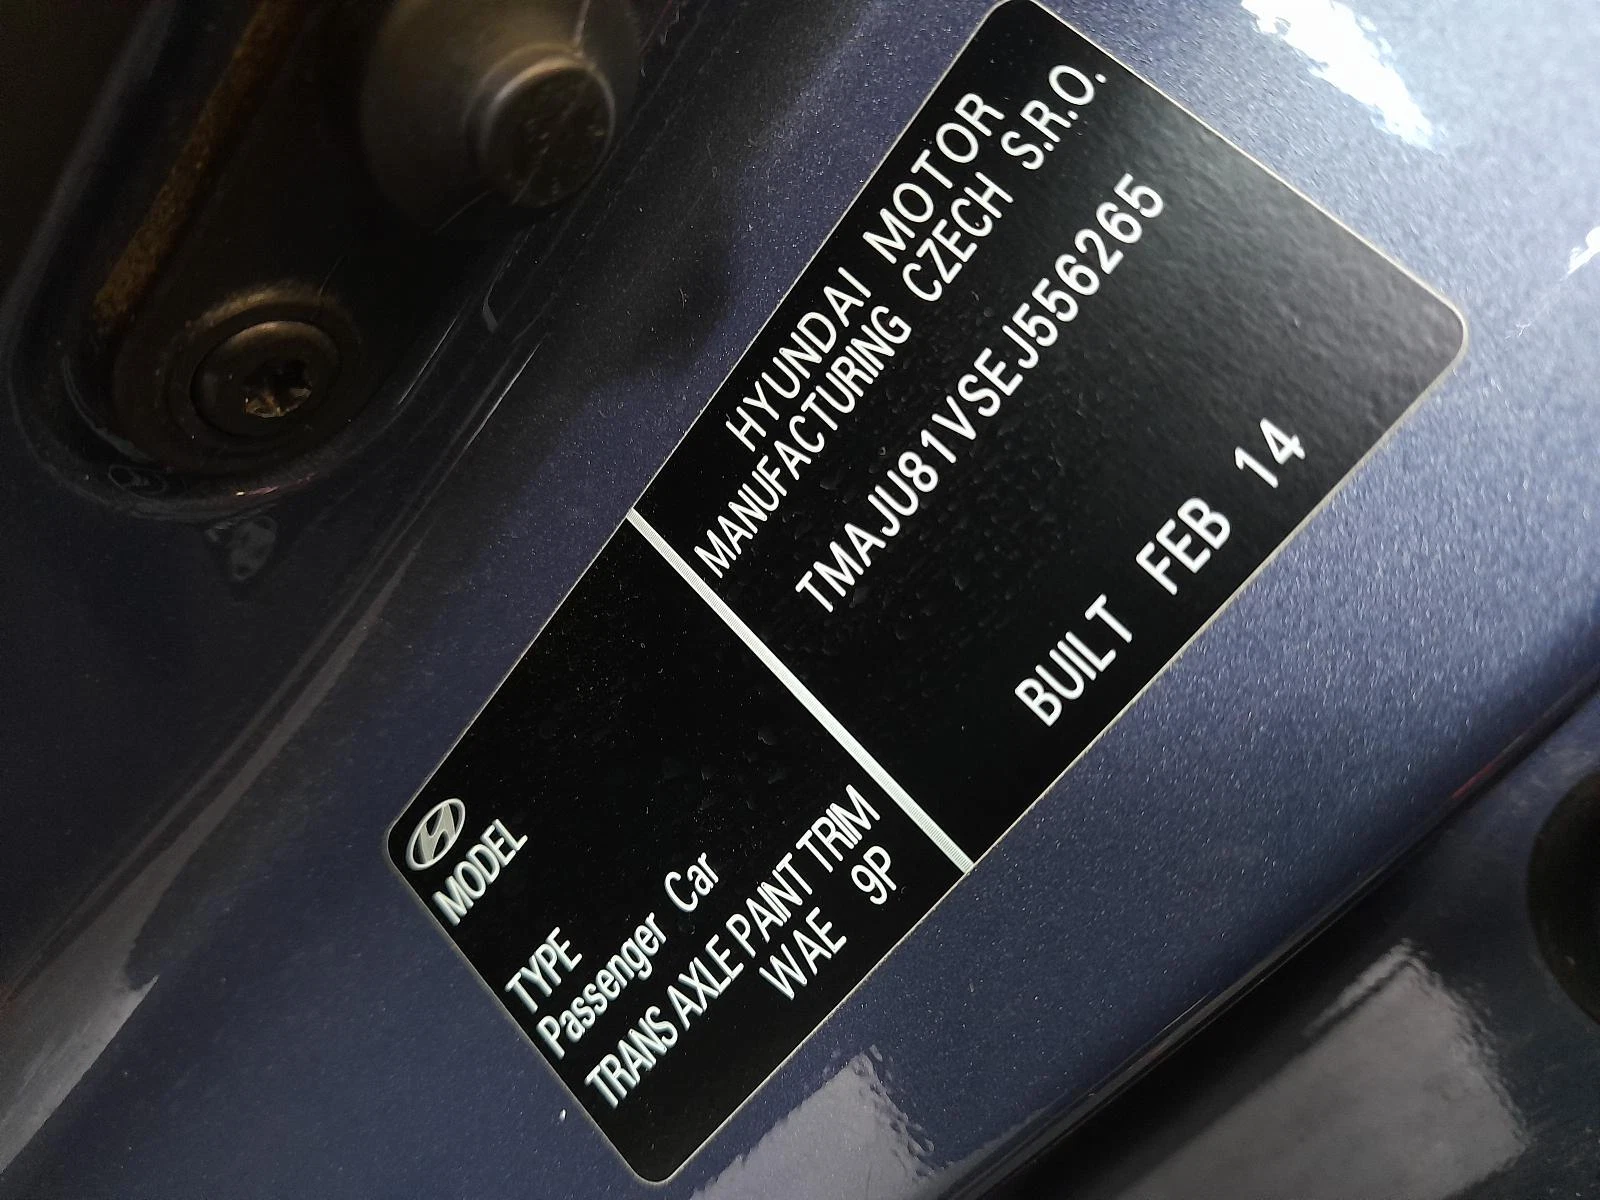 HYUNDAI MOTOR
MANUFACTURING CZECH S.R.O.
TMAJU81VSEJ556265
BUILT FEB 14
MODEL
TYPE
Passenger Car
TRANS AXLE PAINT TRIM
WAE 9P